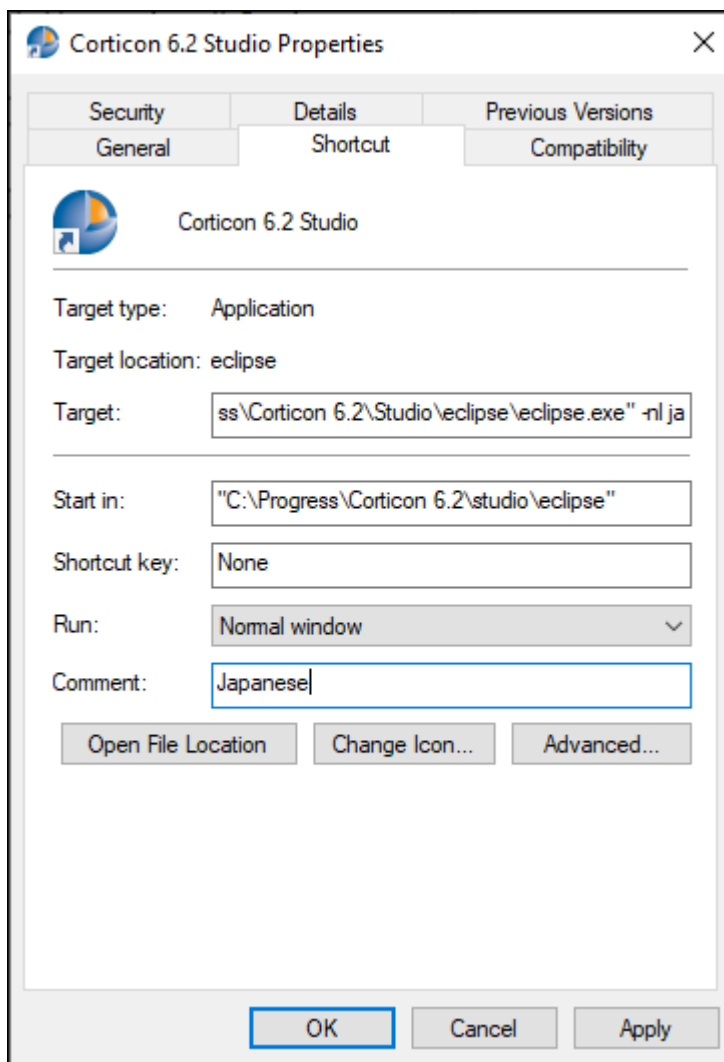 Corticon 6.2 Studio Properties
Security Details Previous Versions
General Shortcut Compatibility
Corticon 6.2 Studio
Target type: Application
Target location: eclipse
Target: ss\Corticon 6.2\Studio\eclipse\eclipse.exe" -nl ja
Start in: "C:\Progress\Corticon 6.2\studio\eclipse"
Shortcut key: None
Run: Normal window
Comment: Japanese
Open File Location Change Icon... Advanced...
OK Cancel Apply